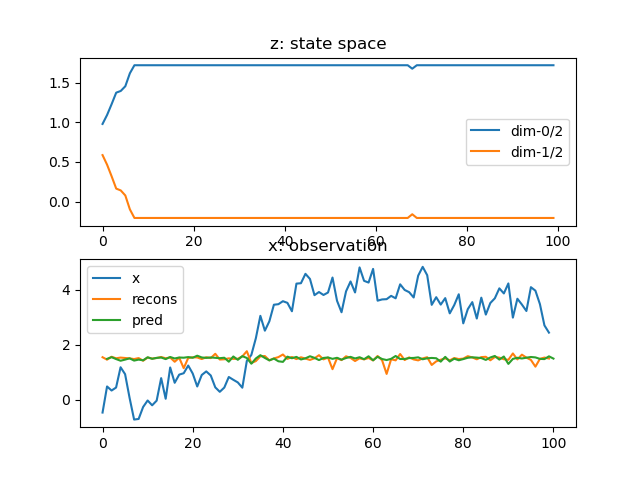 z: state space
1.5
1.0
0.5
0.0
dim-0/2
dim-1/2
0 20 40 60 80 100
x: observation
4
2
0
x
recons
pred
0 20 40 60 80 100